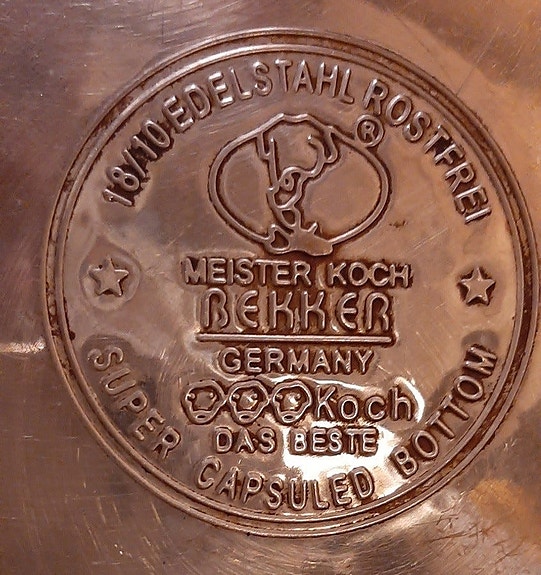 18/10 EDELSTAHL ROSTFREI
®
MEISTER KOCH
BEKKER
GERMANY
Koch
DAS BESTE
SUPER CAPSULED BOTTOM